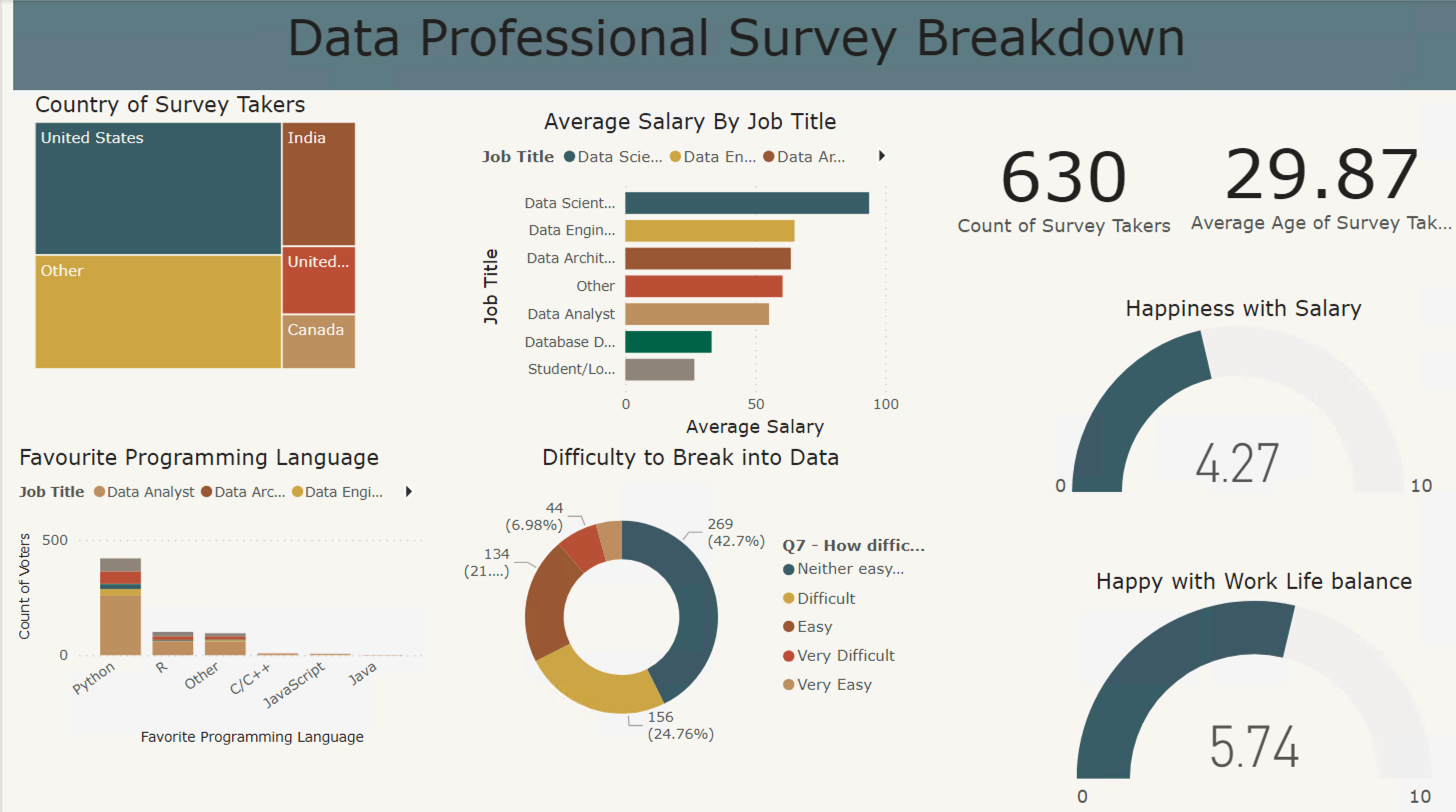 Data Professional Survey Breakdown
Country of Survey Takers
United States
India
Other
United...
Canada
Average Salary By Job Title
Job Title Data Scie... Data En... Data Ar...
Job Title
Data Scient...
Data Engin...
Data Archit...
Other
Data Analyst
Database D...
Student/Lo...
0 50 100
Average Salary
630
Count of Survey Takers
29.87
Average Age of Survey Tak...
Happiness with Salary
4.27
0 10
Favourite Programming Language
Job Title Data Analyst Data Arc... Data Engi...
Count of Voters
500
0
Python R Other C/C++ JavaScript Java
Favorite Programming Language
Difficulty to Break into Data
44
(6.98%)
269
(42.7%)
134
(21....)
156
(24.76%)
Q7 - How diffic...
Neither easy...
Difficult
Easy
Very Difficult
Very Easy
Happy with Work Life balance
5.74
0 10